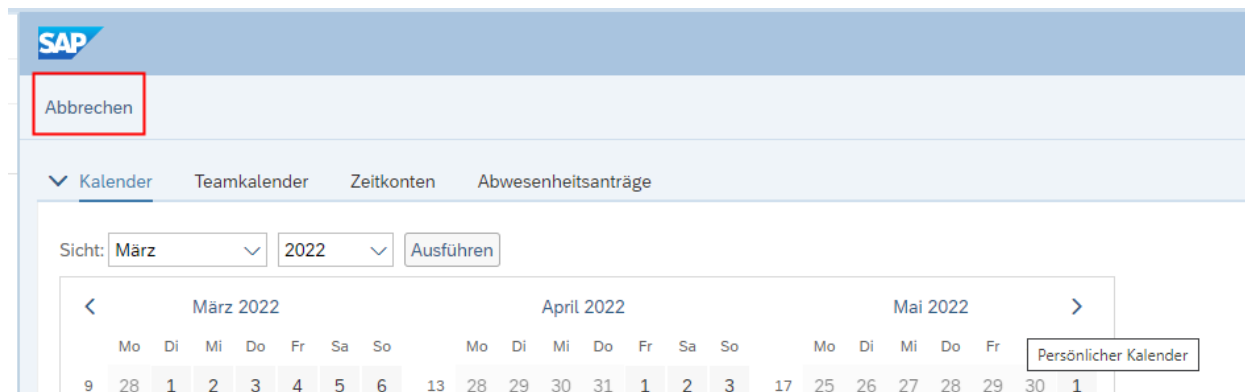 SAP
Abbrechen
Kalender Teamkalender Zeitkonten Abwesenheitsanträge
Sicht: März 2022 Ausführen
März 2022 April 2022 Mai 2022
Mo Di Mi Do Fr Sa So Mo Di Mi Do Fr Sa So Mo Di Mi Do Fr
Persönlicher Kalender
9 28 1 2 3 4 5 6 13 28 29 30 31 1 2 3 17 25 26 27 28 29 30 1